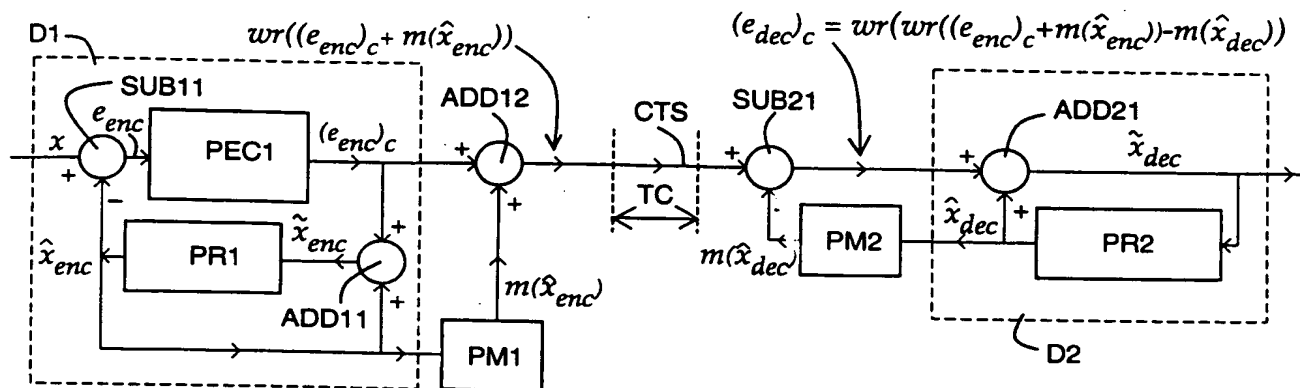 D1
SUB11
wr((e_enc)_c + m(x̂_enc))
ADD12
(e_dec)_c = wr(wr((e_enc)_c+m(x̂_enc))-m(x̂_dec))
SUB21
ADD21
x
+
e_enc
PEC1
(e_enc)_c
+
CTS
+
+
x̃_dec
−
+
TC
-
+
x̂_enc
PR1
x̃_enc
+
ADD11
+
m(x̂_enc)
PM1
m(x̂_dec)
PM2
x̂_dec
PR2
D2